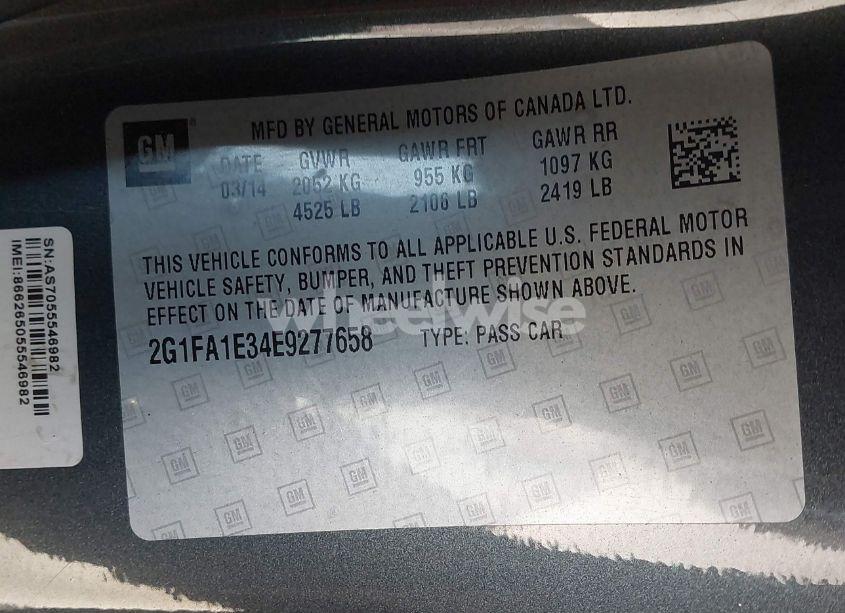 GM
MFD BY GENERAL MOTORS OF CANADA LTD.
DATE GVWR GAWR FRT GAWR RR
03/14 2052 KG 955 KG 1097 KG
4525 LB 2106 LB 2419 LB
THIS VEHICLE CONFORMS TO ALL APPLICABLE U.S. FEDERAL MOTOR
VEHICLE SAFETY, BUMPER, AND THEFT PREVENTION STANDARDS IN
EFFECT ON THE DATE OF MANUFACTURE SHOWN ABOVE.
2G1FA1E34E9277658 TYPE: PASS CAR
wheelwise
SN:AS7055546982
IMEI:866265055546982